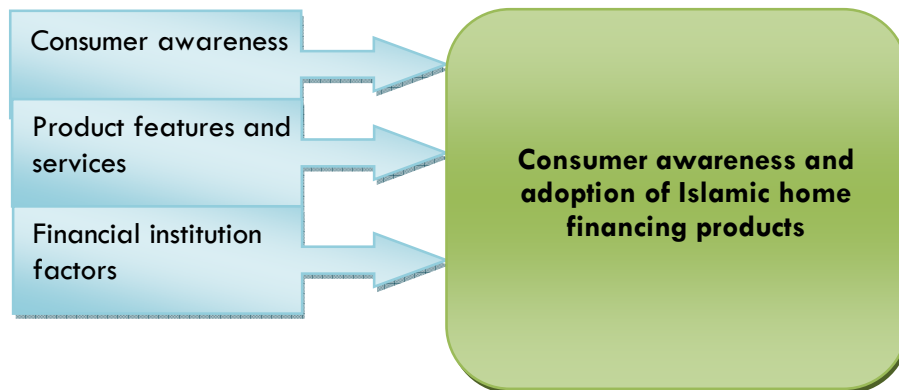 Consumer awareness
Product features and
services
Financial institution
factors
Consumer awareness and
adoption of Islamic home
financing products